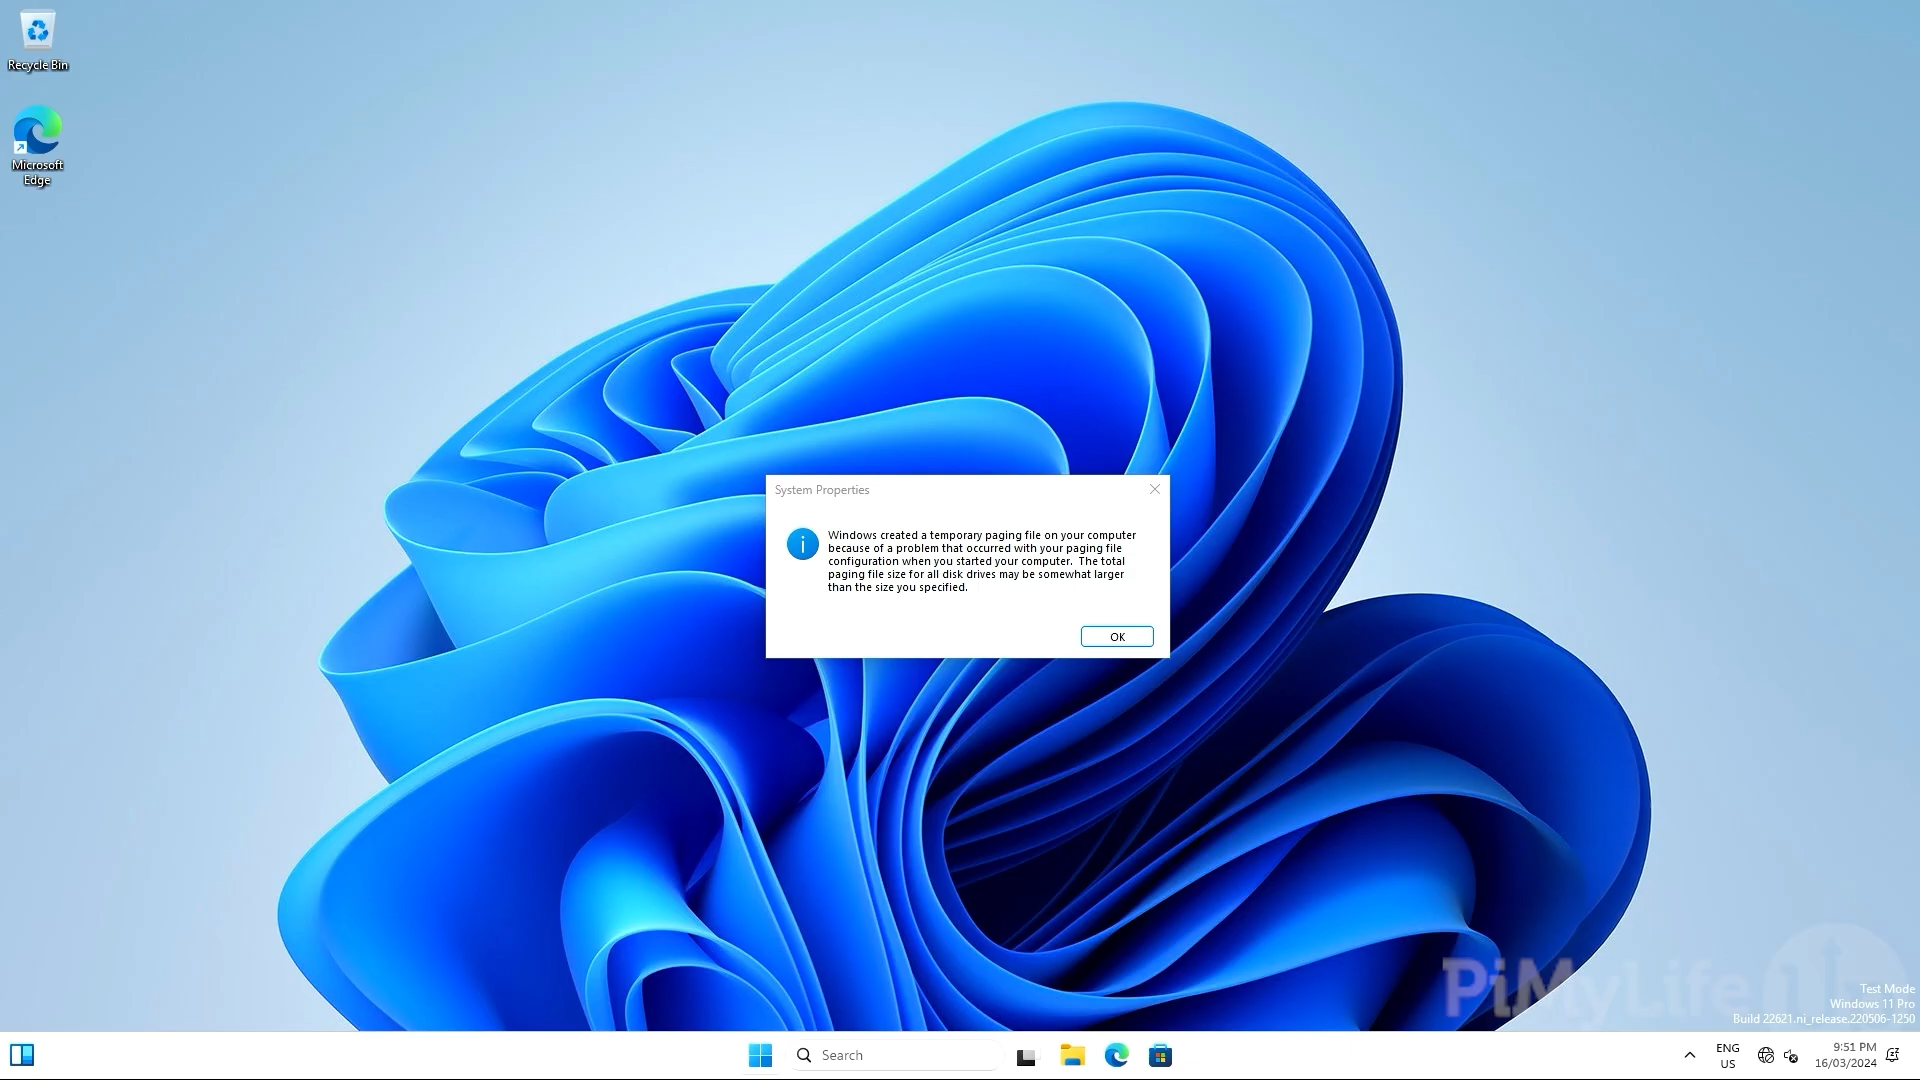 Recycle Bin
Microsoft
Edge
System Properties
Windows created a temporary paging file on your computer
because of a problem that occurred with your paging file
configuration when you started your computer.  The total
paging file size for all disk drives may be somewhat larger
than the size you specified.
OK
PiMyLife
Test Mode
Windows 11 Pro
Build 22621.ni_release.220506-1250
Search
ENG
US
9:51 PM
16/03/2024